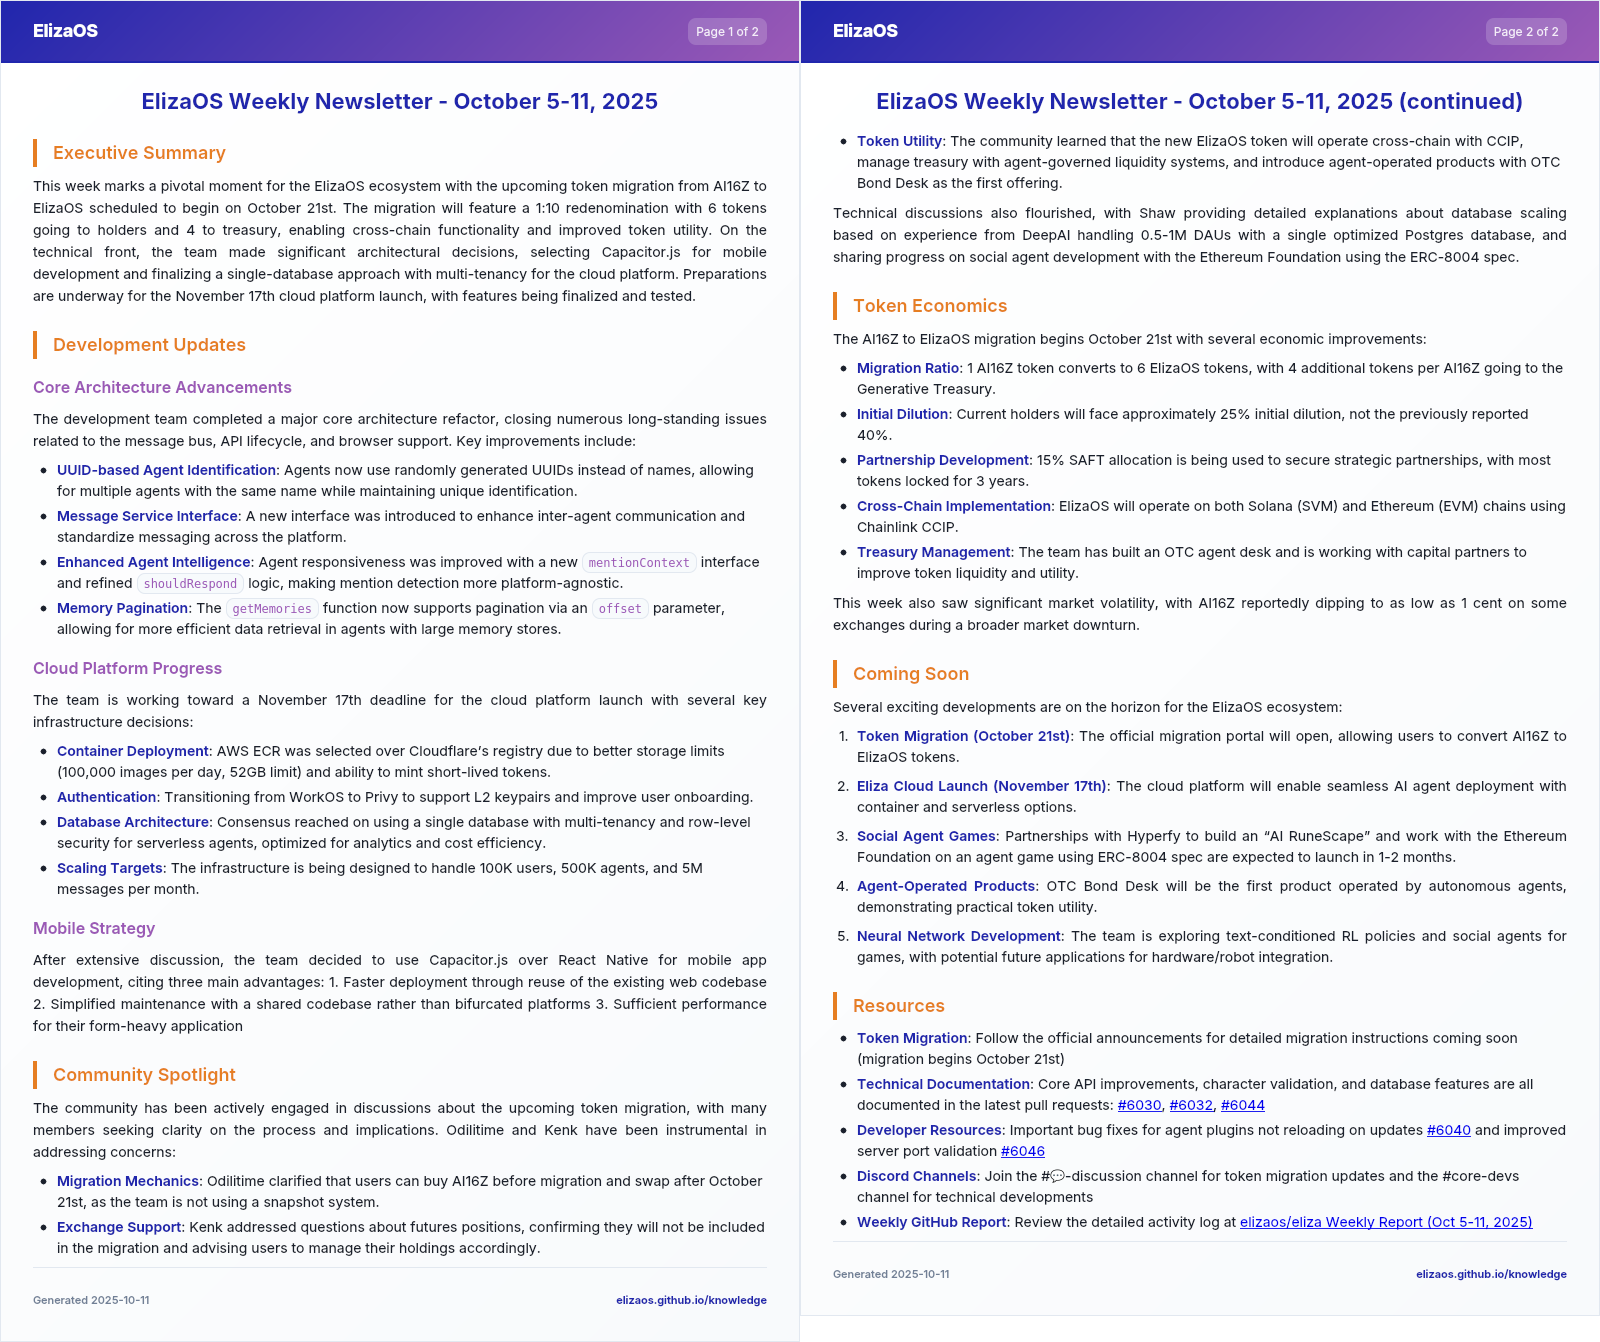 ElizaOS
Page 1 of 2
ElizaOS Weekly Newsletter - October 5-11, 2025
Executive Summary
This week marks a pivotal moment for the ElizaOS ecosystem with the upcoming token migration from AI16Z to
ElizaOS scheduled to begin on October 21st. The migration will feature a 1:10 redenomination with 6 tokens
going to holders and 4 to treasury, enabling cross-chain functionality and improved token utility. On the
technical front, the team made significant architectural decisions, selecting Capacitor.js for mobile
development and finalizing a single-database approach with multi-tenancy for the cloud platform. Preparations
are underway for the November 17th cloud platform launch, with features being finalized and tested.
Development Updates
Core Architecture Advancements
The development team completed a major core architecture refactor, closing numerous long-standing issues
related to the message bus, API lifecycle, and browser support. Key improvements include:
• UUID-based Agent Identification: Agents now use randomly generated UUIDs instead of names, allowing
for multiple agents with the same name while maintaining unique identification.
• Message Service Interface: A new interface was introduced to enhance inter-agent communication and
standardize messaging across the platform.
• Enhanced Agent Intelligence: Agent responsiveness was improved with a new mentionContext interface
and refined shouldRespond logic, making mention detection more platform-agnostic.
• Memory Pagination: The getMemories function now supports pagination via an offset parameter,
allowing for more efficient data retrieval in agents with large memory stores.
Cloud Platform Progress
The team is working toward a November 17th deadline for the cloud platform launch with several key
infrastructure decisions:
• Container Deployment: AWS ECR was selected over Cloudflare's registry due to better storage limits
(100,000 images per day, 52GB limit) and ability to mint short-lived tokens.
• Authentication: Transitioning from WorkOS to Privy to support L2 keypairs and improve user onboarding.
• Database Architecture: Consensus reached on using a single database with multi-tenancy and row-level
security for serverless agents, optimized for analytics and cost efficiency.
• Scaling Targets: The infrastructure is being designed to handle 100K users, 500K agents, and 5M
messages per month.
Mobile Strategy
After extensive discussion, the team decided to use Capacitor.js over React Native for mobile app
development, citing three main advantages: 1. Faster deployment through reuse of the existing web codebase
2. Simplified maintenance with a shared codebase rather than bifurcated platforms 3. Sufficient performance
for their form-heavy application
Community Spotlight
The community has been actively engaged in discussions about the upcoming token migration, with many
members seeking clarity on the process and implications. Odilitime and Kenk have been instrumental in
addressing concerns:
• Migration Mechanics: Odilitime clarified that users can buy AI16Z before migration and swap after October
21st, as the team is not using a snapshot system.
• Exchange Support: Kenk addressed questions about futures positions, confirming they will not be included
in the migration and advising users to manage their holdings accordingly.
Generated 2025-10-11
elizaos.github.io/knowledge
ElizaOS
Page 2 of 2
ElizaOS Weekly Newsletter - October 5-11, 2025 (continued)
• Token Utility: The community learned that the new ElizaOS token will operate cross-chain with CCIP,
manage treasury with agent-governed liquidity systems, and introduce agent-operated products with OTC
Bond Desk as the first offering.
Technical discussions also flourished, with Shaw providing detailed explanations about database scaling
based on experience from DeepAI handling 0.5-1M DAUs with a single optimized Postgres database, and
sharing progress on social agent development with the Ethereum Foundation using the ERC-8004 spec.
Token Economics
The AI16Z to ElizaOS migration begins October 21st with several economic improvements:
• Migration Ratio: 1 AI16Z token converts to 6 ElizaOS tokens, with 4 additional tokens per AI16Z going to the
Generative Treasury.
• Initial Dilution: Current holders will face approximately 25% initial dilution, not the previously reported
40%.
• Partnership Development: 15% SAFT allocation is being used to secure strategic partnerships, with most
tokens locked for 3 years.
• Cross-Chain Implementation: ElizaOS will operate on both Solana (SVM) and Ethereum (EVM) chains using
Chainlink CCIP.
• Treasury Management: The team has built an OTC agent desk and is working with capital partners to
improve token liquidity and utility.
This week also saw significant market volatility, with AI16Z reportedly dipping to as low as 1 cent on some
exchanges during a broader market downturn.
Coming Soon
Several exciting developments are on the horizon for the ElizaOS ecosystem:
1. Token Migration (October 21st): The official migration portal will open, allowing users to convert AI16Z to
ElizaOS tokens.
2. Eliza Cloud Launch (November 17th): The cloud platform will enable seamless AI agent deployment with
container and serverless options.
3. Social Agent Games: Partnerships with Hyperfy to build an “AI RuneScape” and work with the Ethereum
Foundation on an agent game using ERC-8004 spec are expected to launch in 1-2 months.
4. Agent-Operated Products: OTC Bond Desk will be the first product operated by autonomous agents,
demonstrating practical token utility.
5. Neural Network Development: The team is exploring text-conditioned RL policies and social agents for
games, with potential future applications for hardware/robot integration.
Resources
• Token Migration: Follow the official announcements for detailed migration instructions coming soon
(migration begins October 21st)
• Technical Documentation: Core API improvements, character validation, and database features are all
documented in the latest pull requests: #6030, #6032, #6044
• Developer Resources: Important bug fixes for agent plugins not reloading on updates #6040 and improved
server port validation #6046
• Discord Channels: Join the #💬-discussion channel for token migration updates and the #core-devs
channel for technical developments
• Weekly GitHub Report: Review the detailed activity log at elizaos/eliza Weekly Report (Oct 5-11, 2025)
Generated 2025-10-11
elizaos.github.io/knowledge